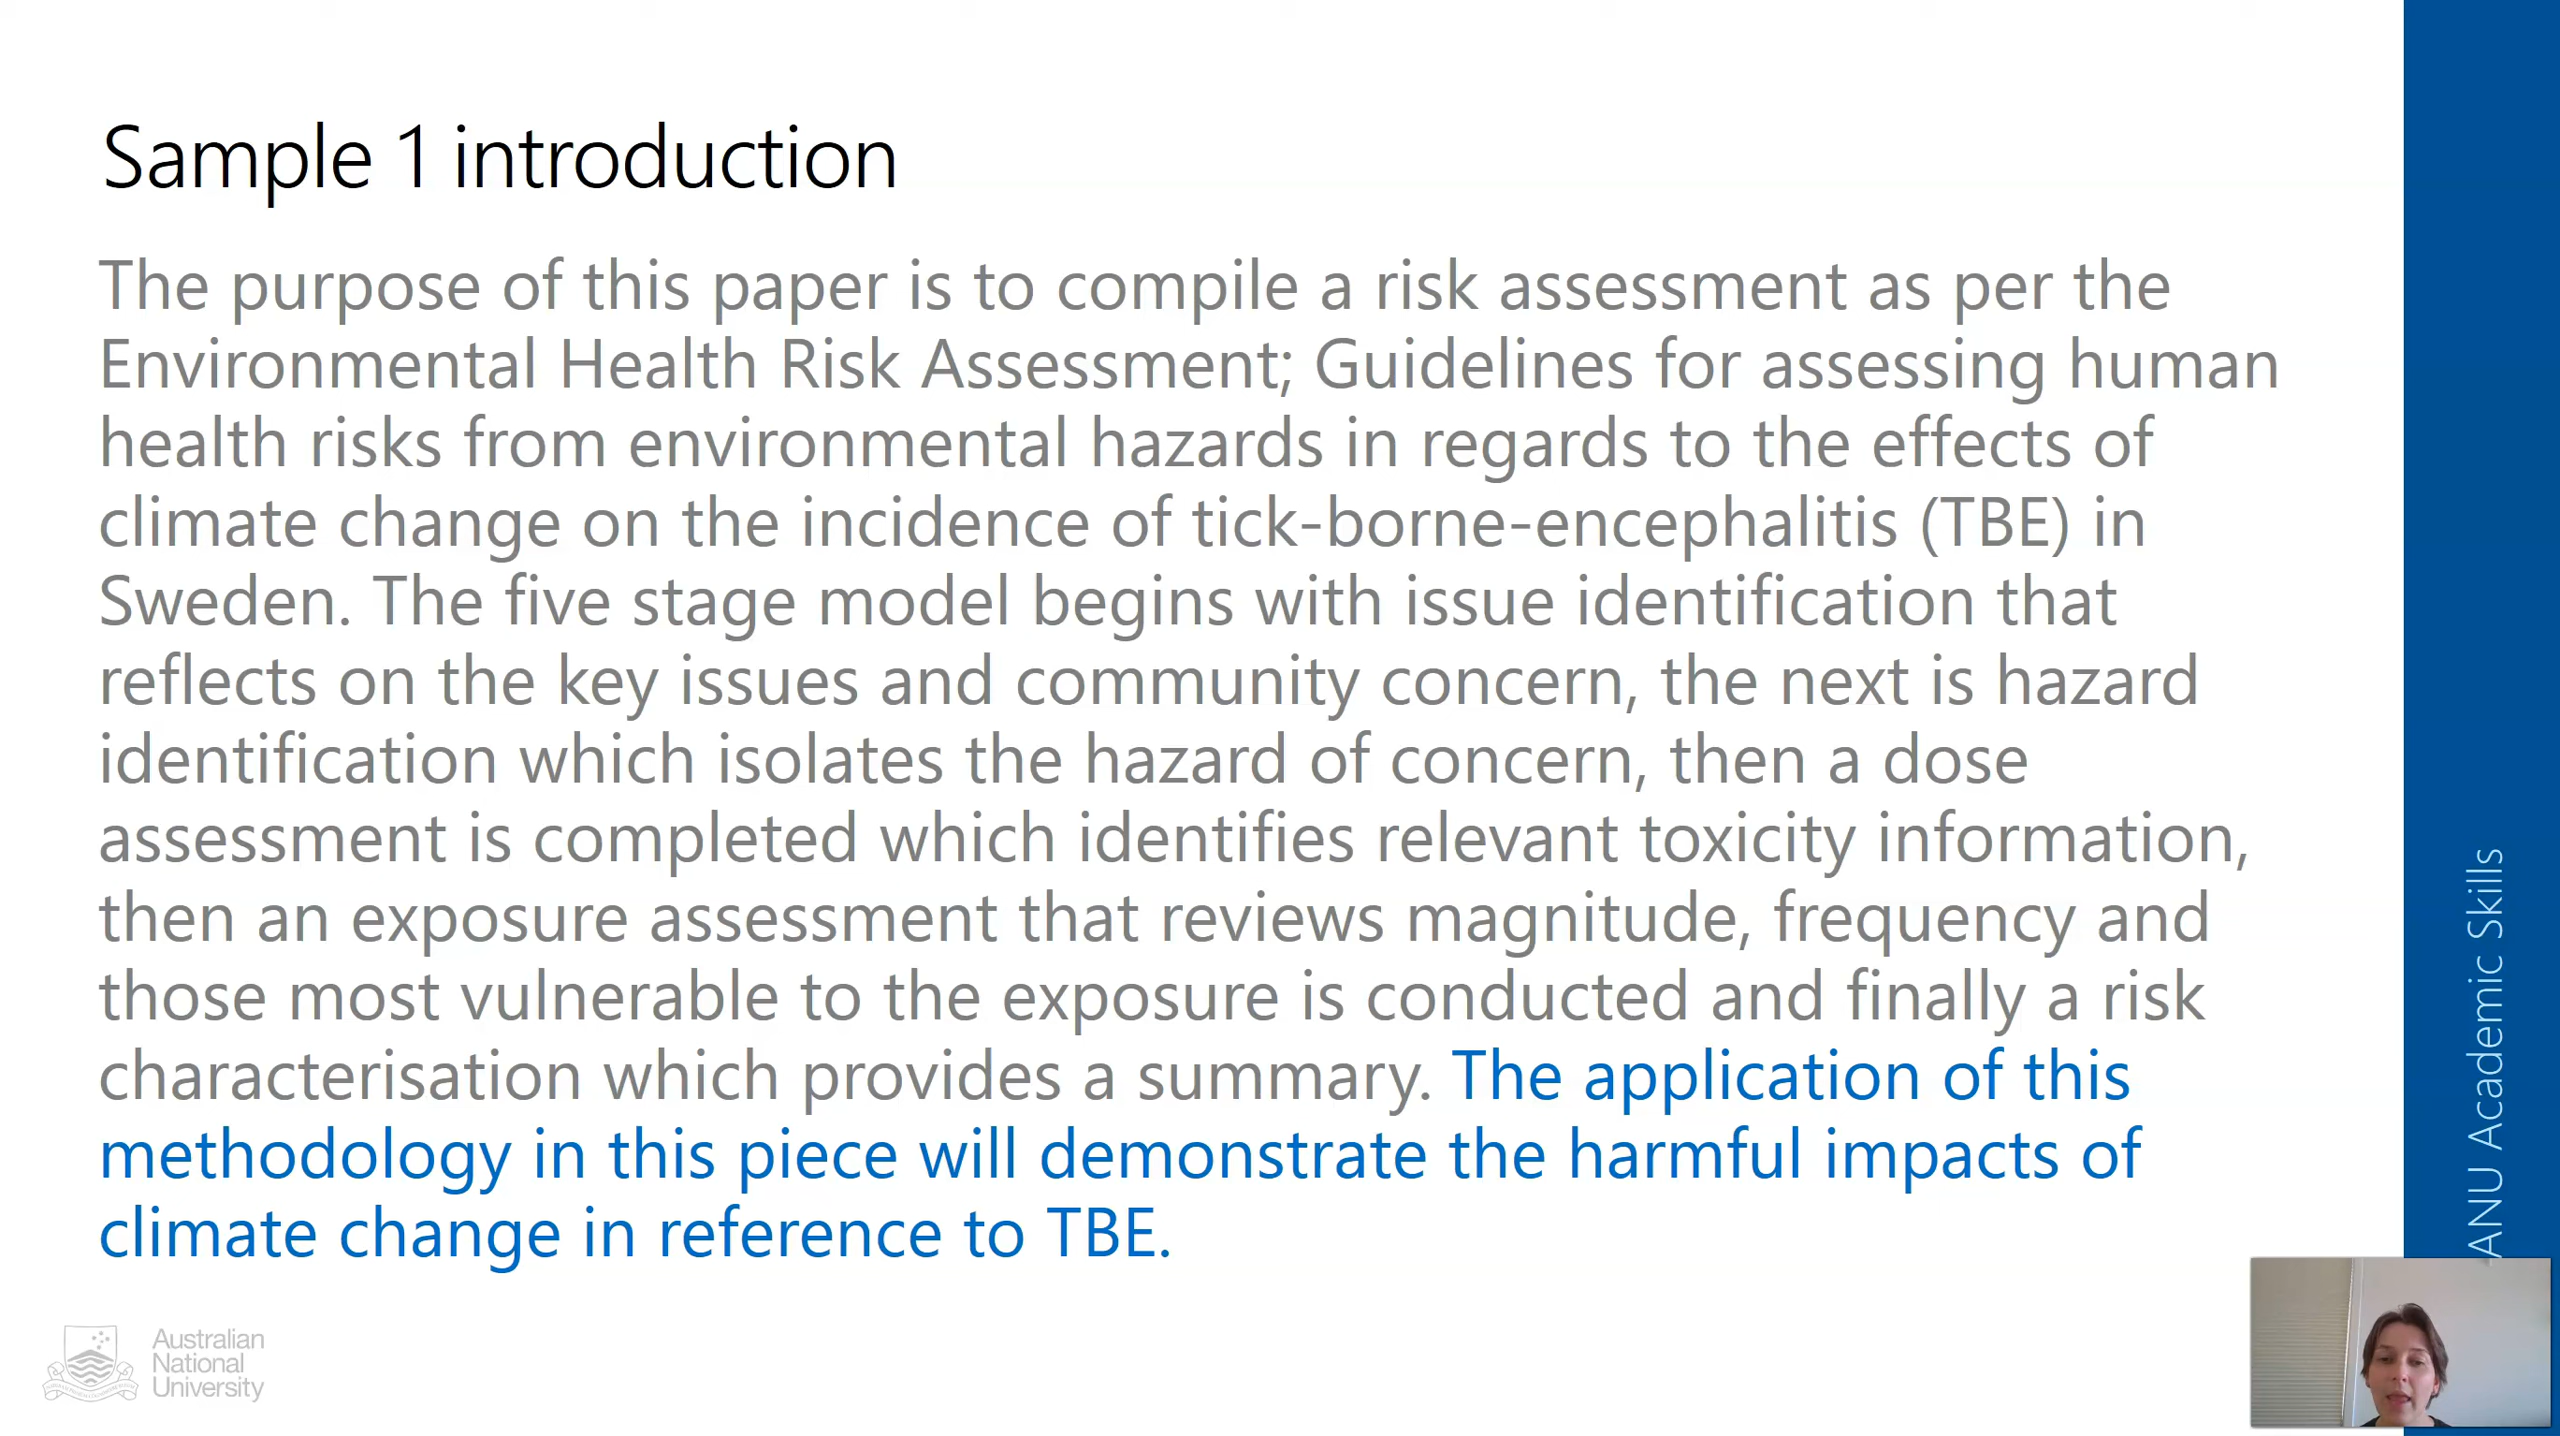 Sample 1 introduction
The purpose of this paper is to compile a risk assessment as per the
Environmental Health Risk Assessment; Guidelines for assessing human
health risks from environmental hazards in regards to the effects of
climate change on the incidence of tick-borne-encephalitis (TBE) in
Sweden. The five stage model begins with issue identification that
reflects on the key issues and community concern, the next is hazard
identification which isolates the hazard of concern, then a dose
assessment is completed which identifies relevant toxicity information,
then an exposure assessment that reviews magnitude, frequency and
those most vulnerable to the exposure is conducted and finally a risk
characterisation which provides a summary. The application of this
methodology in this piece will demonstrate the harmful impacts of
climate change in reference to TBE.
ANU Academic Skills
Australian
National
University